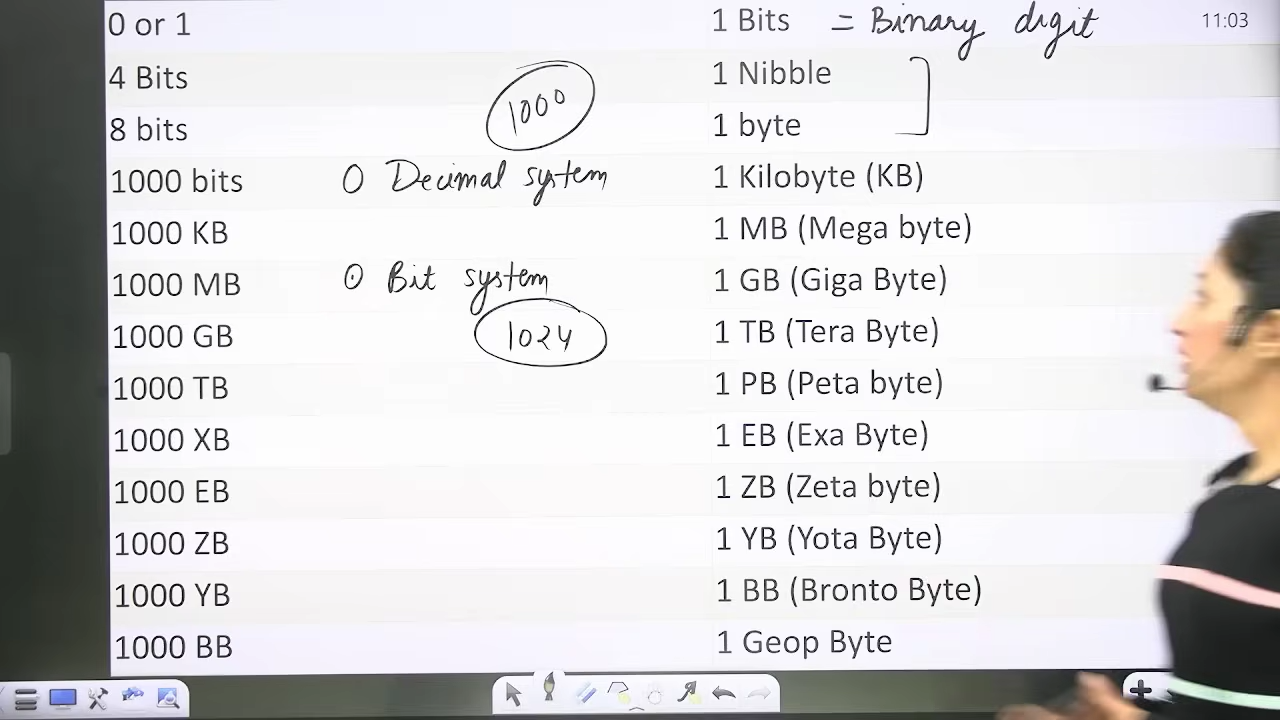 0 or 1 1 Bits = Binary digit 11:03
4 Bits 1 Nibble
1000
8 bits 1 byte
1000 bits Decimal system 1 Kilobyte (KB)
1000 KB 1 MB (Mega byte)
1000 MB Bit system 1 GB (Giga Byte)
1000 GB 1024 1 TB (Tera Byte)
1000 TB 1 PB (Peta byte)
1000 XB 1 EB (Exa Byte)
1000 EB 1 ZB (Zeta byte)
1000 ZB 1 YB (Yota Byte)
1000 YB 1 BB (Bronto Byte)
1000 BB 1 Geop Byte